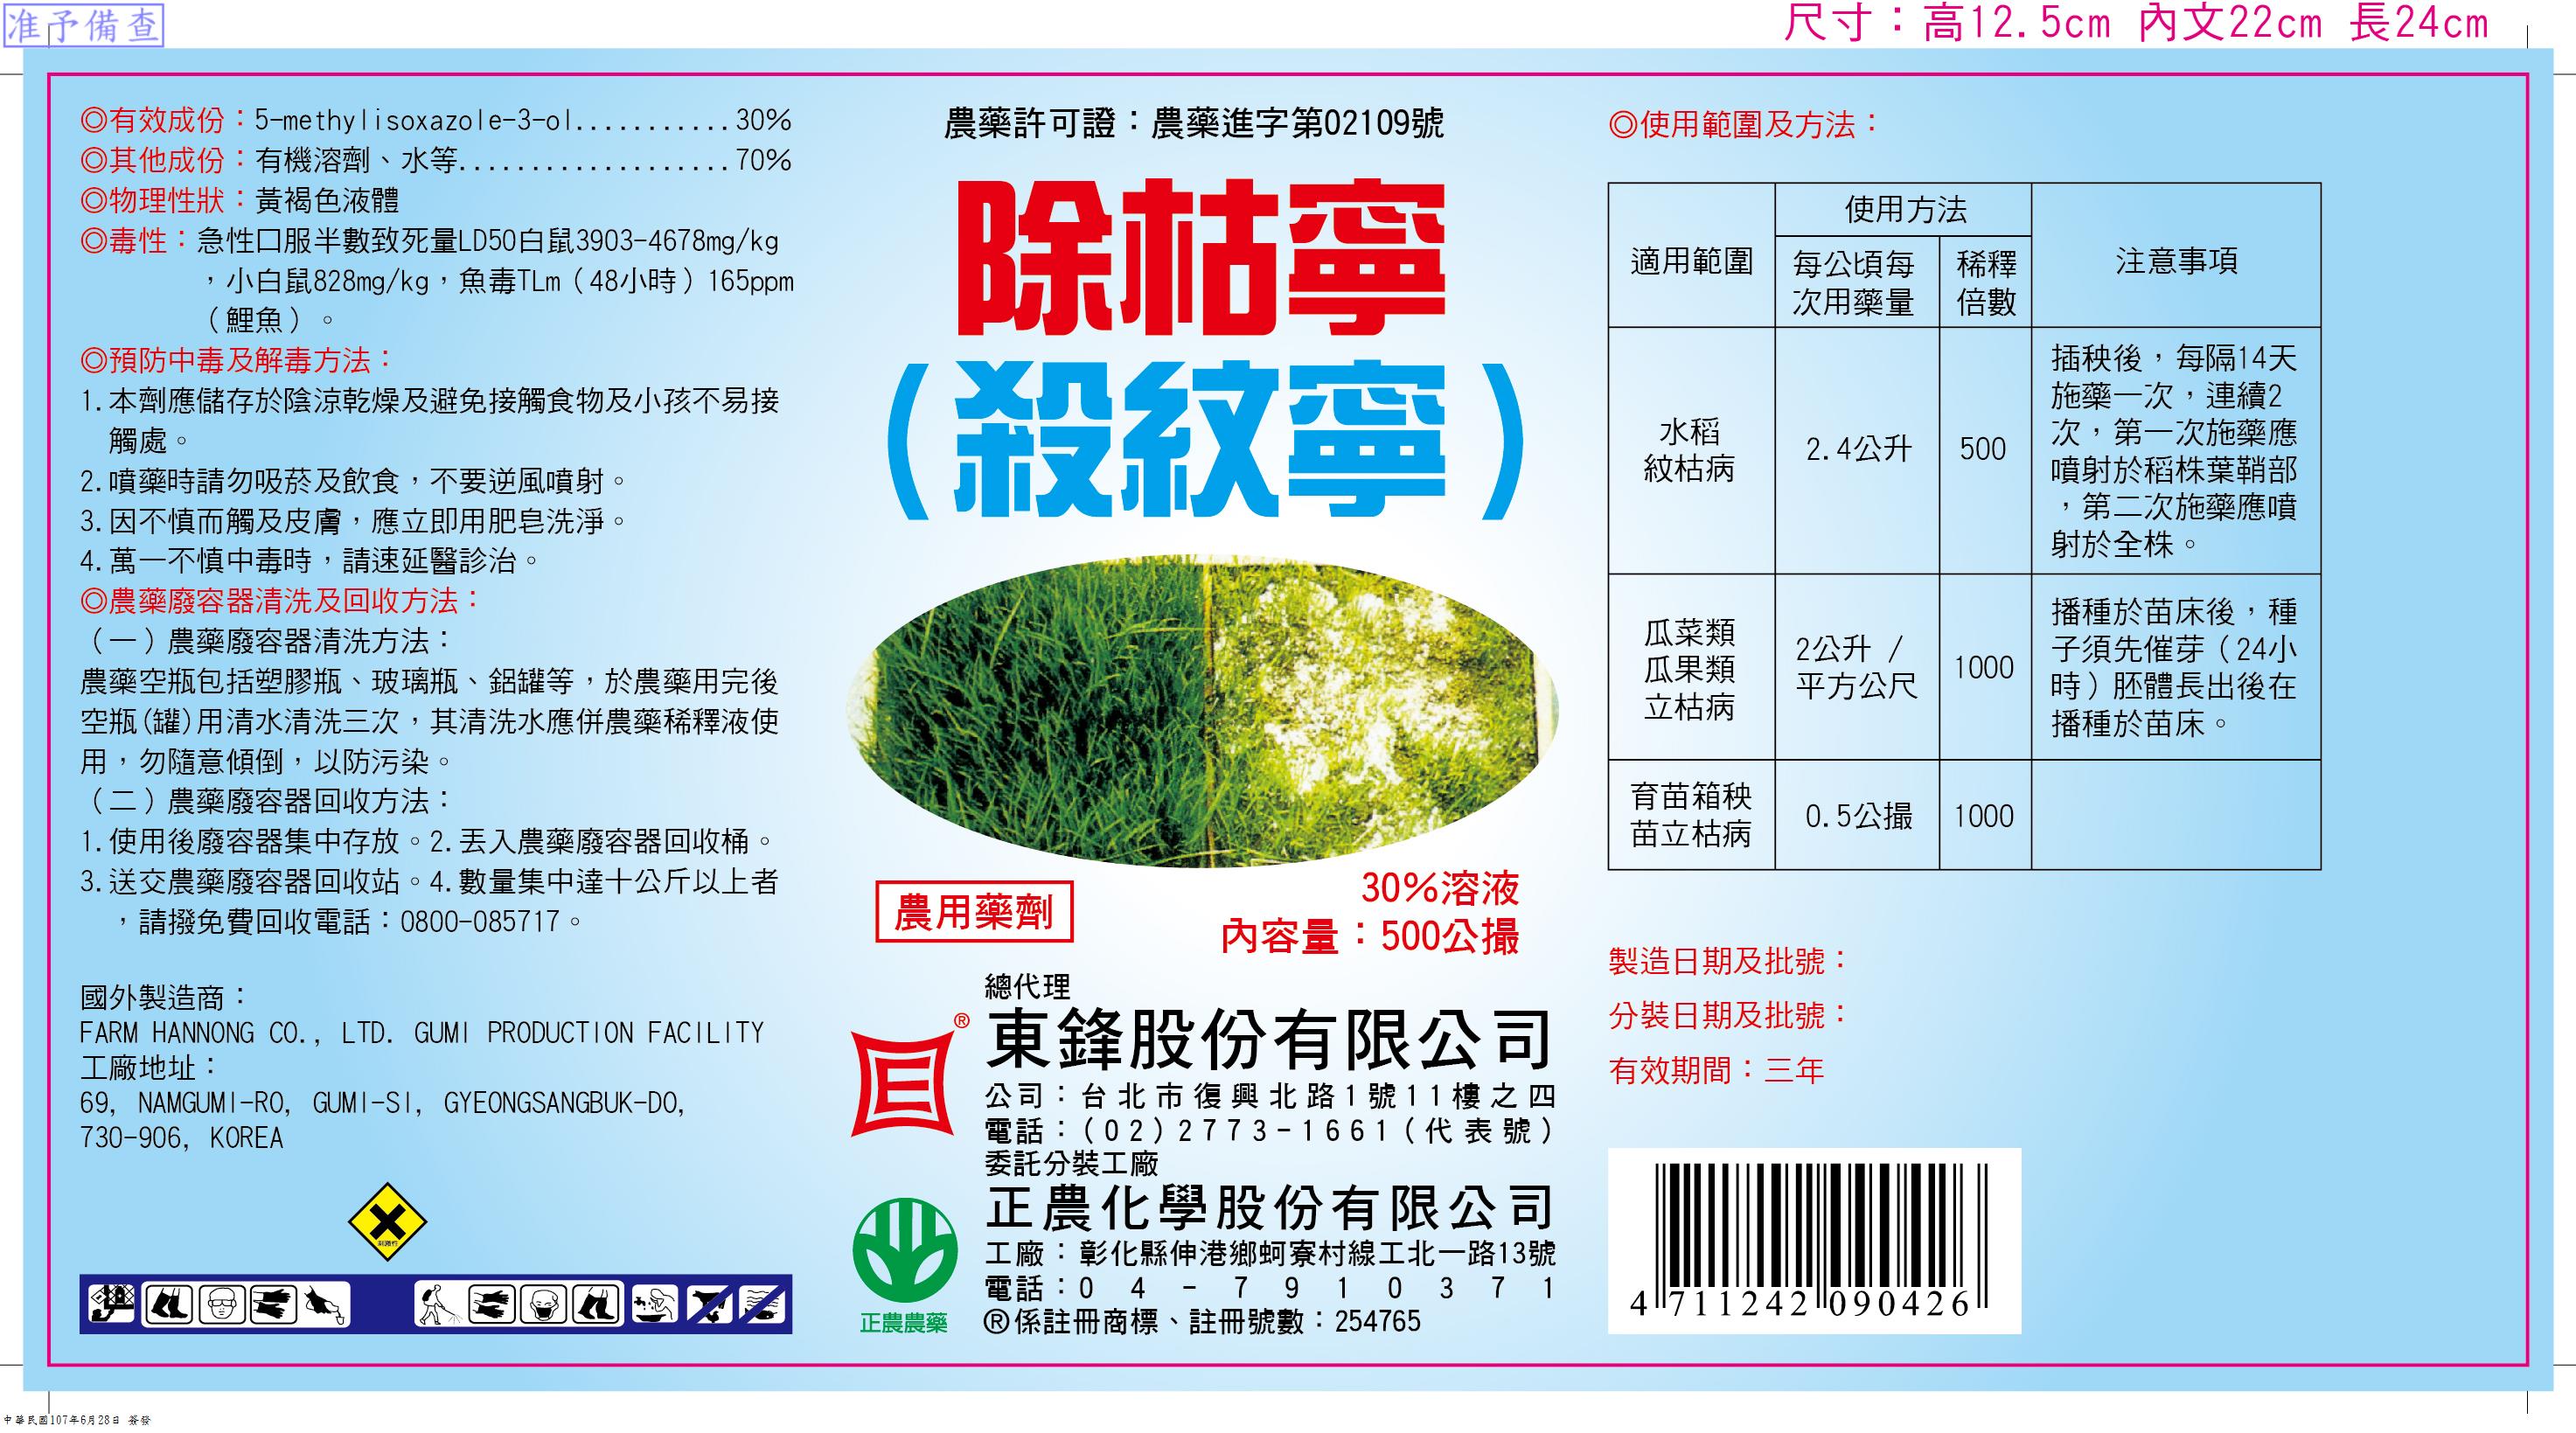 准予備查
尺寸：高12.5cm 內文22cm 長24cm
◎有效成份：5-methylisoxazole-3-ol...........30%
◎其他成份：有機溶劑、水等...................70%
◎物理性狀：黃褐色液體
◎毒性：急性口服半數致死量LD50白鼠3903-4678mg/kg
，小白鼠828mg/kg，魚毒TLm（48小時）165ppm
（鯉魚）。
◎預防中毒及解毒方法：
1.本劑應儲存於陰涼乾燥及避免接觸食物及小孩不易接
觸處。
2.噴藥時請勿吸菸及飲食，不要逆風噴射。
3.因不慎而觸及皮膚，應立即用肥皂洗淨。
4.萬一不慎中毒時，請速延醫診治。
◎農藥廢容器清洗及回收方法：
（一）農藥廢容器清洗方法：
農藥空瓶包括塑膠瓶、玻璃瓶、鋁罐等，於農藥用完後
空瓶(罐)用清水清洗三次，其清洗水應併農藥稀釋液使
用，勿隨意傾倒，以防污染。
（二）農藥廢容器回收方法：
1.使用後廢容器集中存放。2.丟入農藥廢容器回收桶。
3.送交農藥廢容器回收站。4.數量集中達十公斤以上者
，請撥免費回收電話：0800-085717。
國外製造商：
FARM HANNONG CO., LTD. GUMI PRODUCTION FACILITY
工廠地址：
69, NAMGUMI-RO, GUMI-SI, GYEONGSANGBUK-DO,
730-906, KOREA
農藥許可證：農藥進字第02109號
除枯寧
(殺紋寧)
農用藥劑
30%溶液
內容量：500公撮
總代理
®
東鋒股份有限公司
公司：台北市復興北路1號11樓之四
電話：(02)2773-1661(代表號)
委託分裝工廠
正農化學股份有限公司
工廠：彰化縣伸港鄉蚵寮村線工北一路13號
電話：04-7910371
正農農藥
®係註冊商標、註冊號數：254765
◎使用範圍及方法：
適用範圍
使用方法
每公頃每
次用藥量
稀釋
倍數
注意事項
水稻
紋枯病
2.4公升
500
插秧後，每隔14天
施藥一次，連續2
次，第一次施藥應
噴射於稻株葉鞘部
，第二次施藥應噴
射於全株。
瓜菜類
瓜果類
立枯病
2公升 /
平方公尺
1000
播種於苗床後，種
子須先催芽（24小
時）胚體長出後在
播種於苗床。
育苗箱秧
苗立枯病
0.5公撮
1000
製造日期及批號：
分裝日期及批號：
有效期間：三年
4 711242 090426
中華民國107年6月28日 簽發